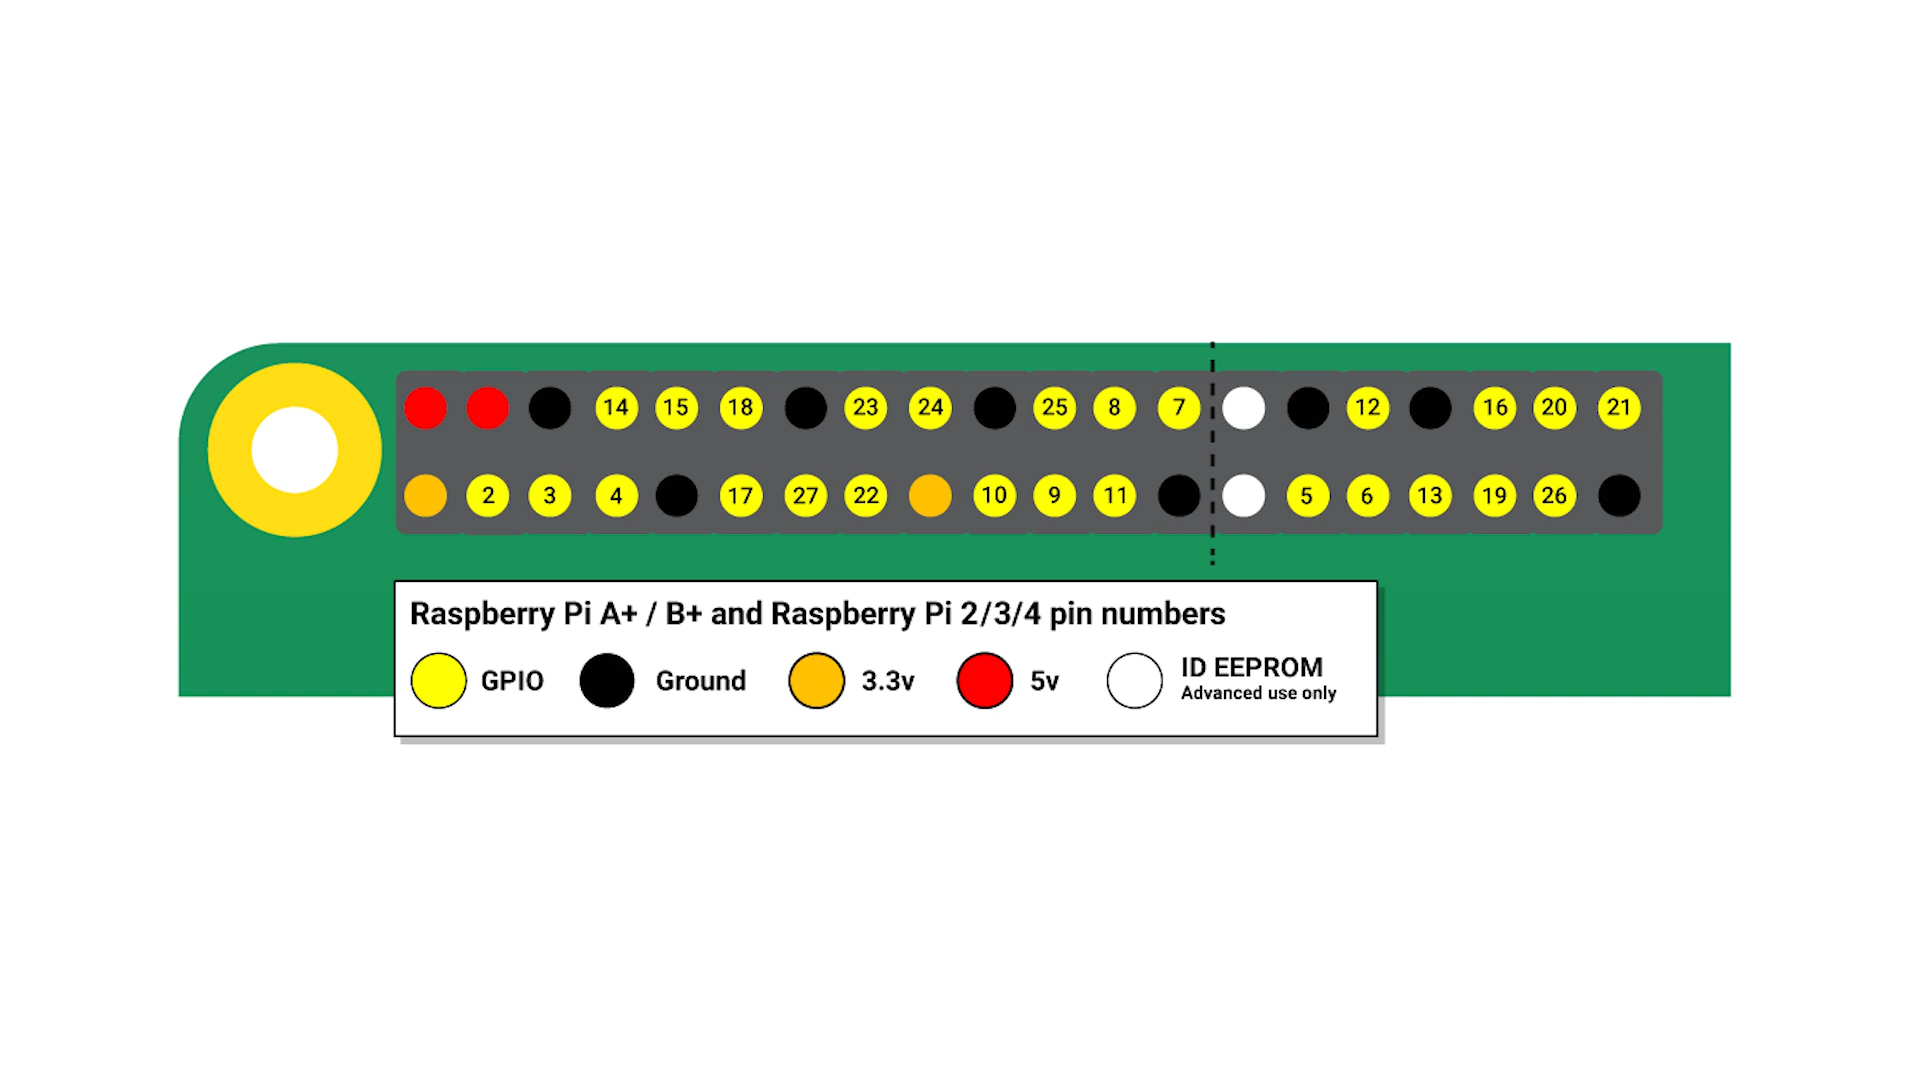 14 15 18 23 24 25 8 7 12 16 20 21
2 3 4 17 27 22 10 9 11 5 6 13 19 26
Raspberry Pi A+ / B+ and Raspberry Pi 2/3/4 pin numbers
GPIO Ground 3.3v 5v ID EEPROM
Advanced use only